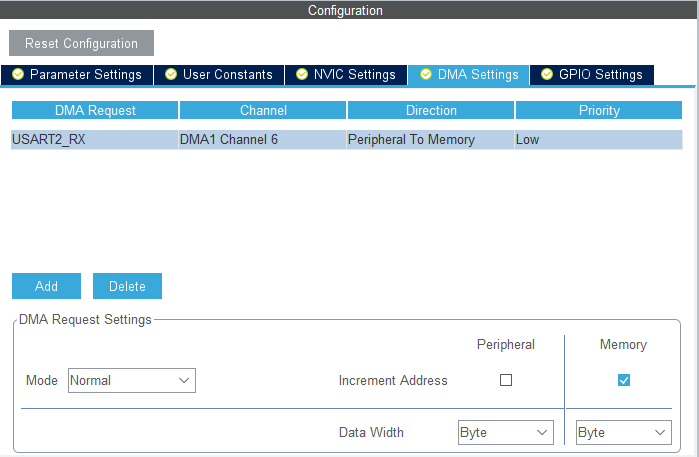 Configuration
Reset Configuration
Parameter Settings User Constants NVIC Settings DMA Settings GPIO Settings
DMA Request Channel Direction Priority
USART2_RX DMA1 Channel 6 Peripheral To Memory Low
Add Delete
DMA Request Settings
Peripheral Memory
Mode Normal Increment Address
Data Width Byte Byte